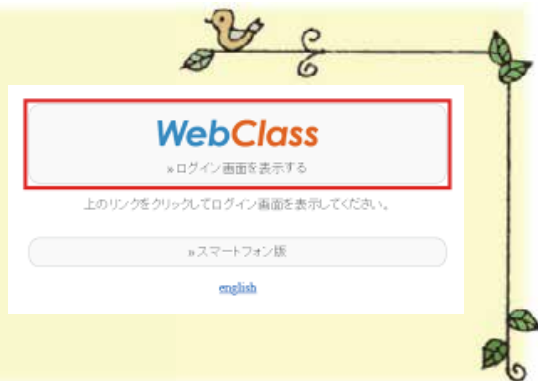 WebClass
»ログイン画面を表示する
上のリンクをクリックしてログイン画面を表示してください。
»スマートフォン版
english